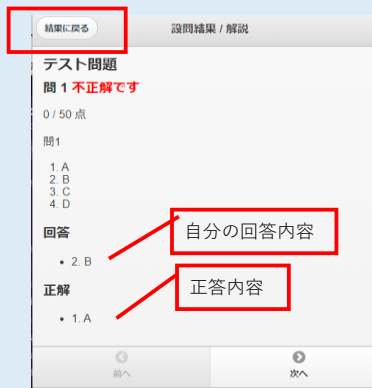 結果に戻る
設問結果 / 解説
テスト問題
問 1 不正解です
0 / 50 点
問1
1. A
2. B
3. C
4. D
回答
自分の回答内容
• 2. B
正解
正答内容
• 1. A
前へ
次へ